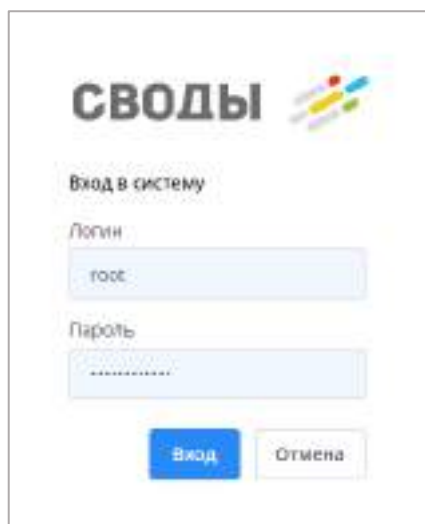 СВОДЫ
Вход в систему
Логин
root
Пароль
············
Вход Отмена